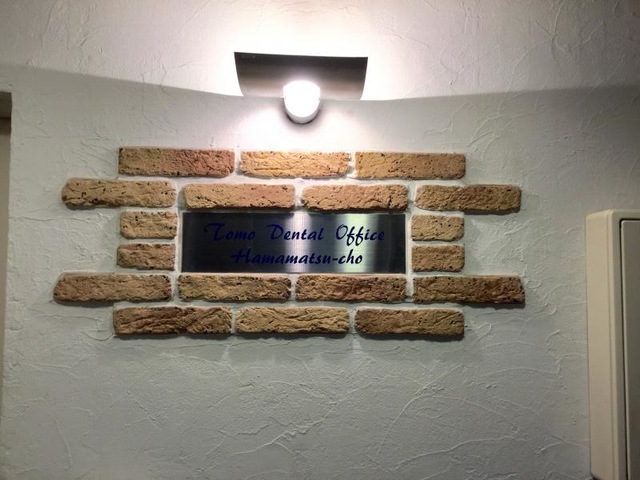 Tomo Dental Office
Hamamatsu-cho